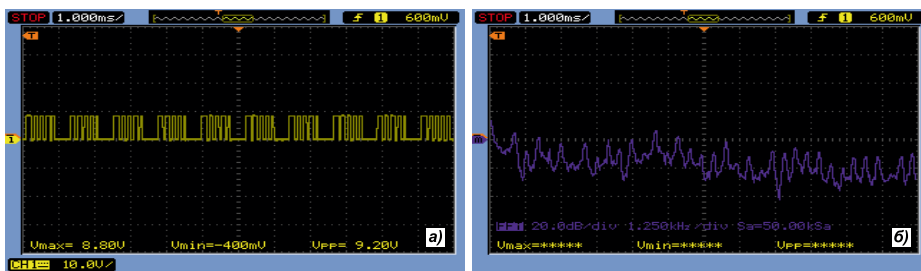 STOP 1.000ms/ 1 600mV
T
T
1
Vmax= 8.80V Vmin=-400mV VPP= 9.20V
а)
CH1 10.0V/
STOP 1.000ms/ 1 600mV
T
T
m
FFT 20.0dB/div 1.250kHz/div Sa=50.00kSa
Vmax=***** Vmin=***** VPP=*****
б)